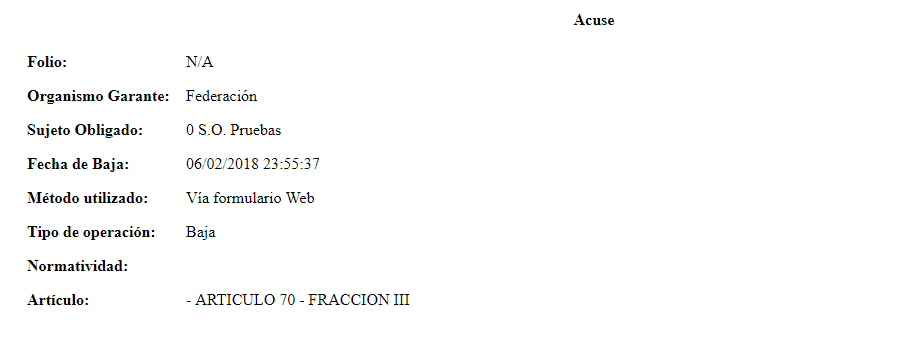 Acuse
Folio: N/A
Organismo Garante: Federación
Sujeto Obligado: 0 S.O. Pruebas
Fecha de Baja: 06/02/2018 23:55:37
Método utilizado: Vía formulario Web
Tipo de operación: Baja
Normatividad:
Artículo: - ARTICULO 70 - FRACCION III